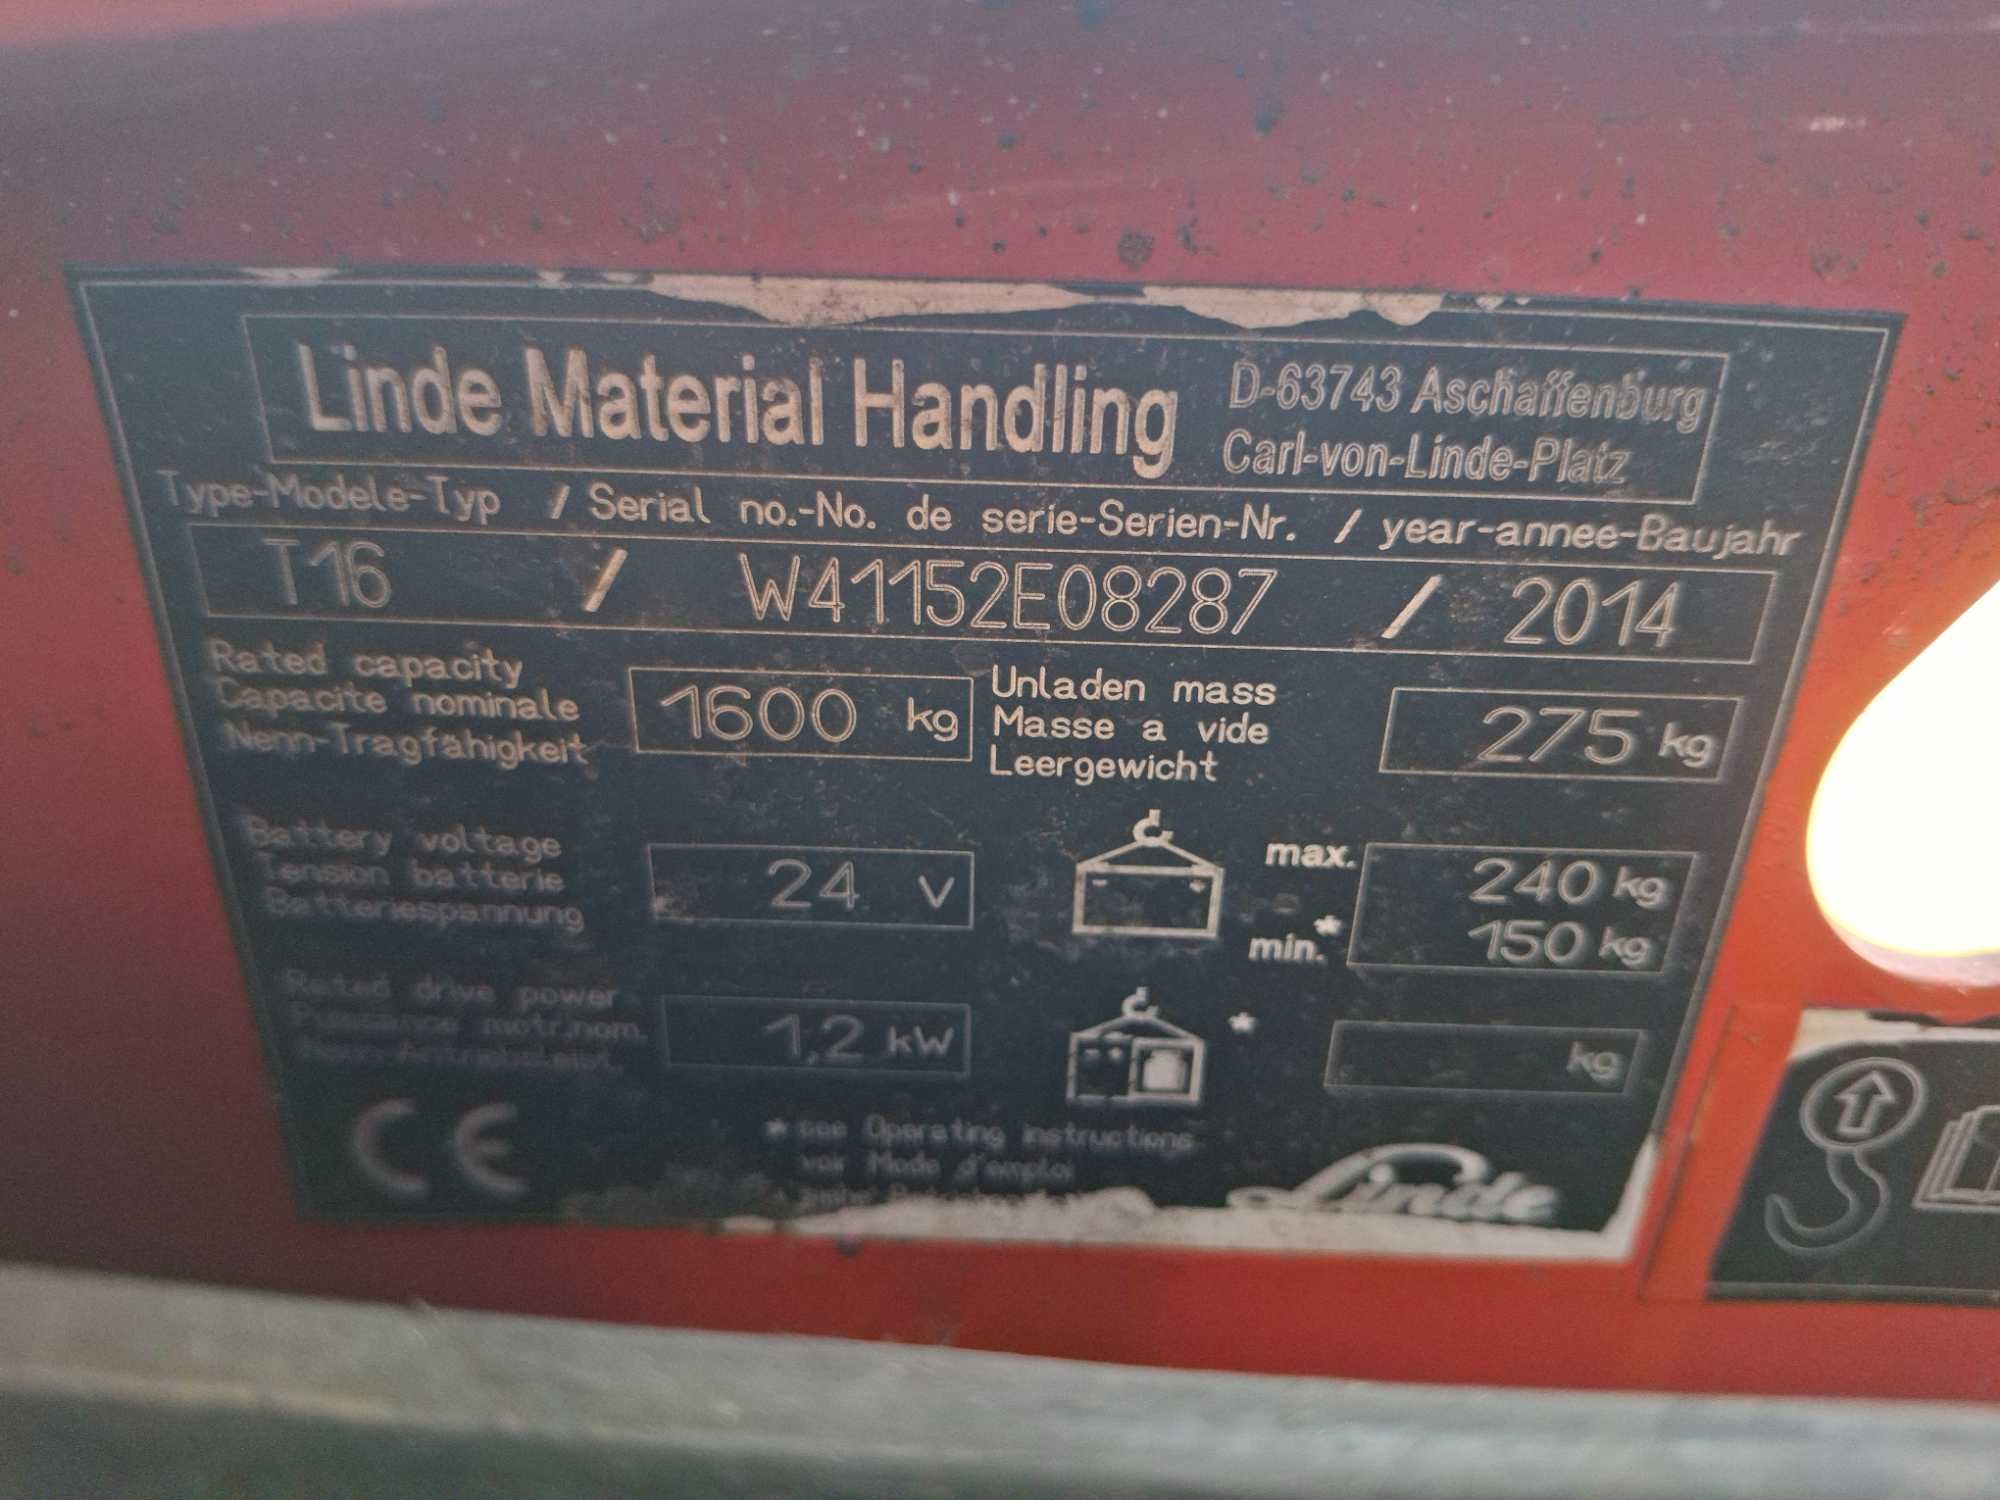 Linde Material Handling
D-63743 Aschaffenburg
Carl-von-Linde-Platz
Type-Modele-Typ / Serial no.-No. de serie-Serien-Nr. / year-annee-Baujahr
T16 / W41152E08287 / 2014
Rated capacity
Capacite nominale
Nenn-Tragfähigkeit
1600 kg
Unladen mass
Masse a vide
Leergewicht
275 kg
Battery voltage
Tension batterie
Batteriespannung
24 V
max. 240 kg
min.* 150 kg
Rated drive power
Puissance motr.nom.
1,2 kW
* kg
CE
* see Operating instructions
voir Mode d'emploi
Linde